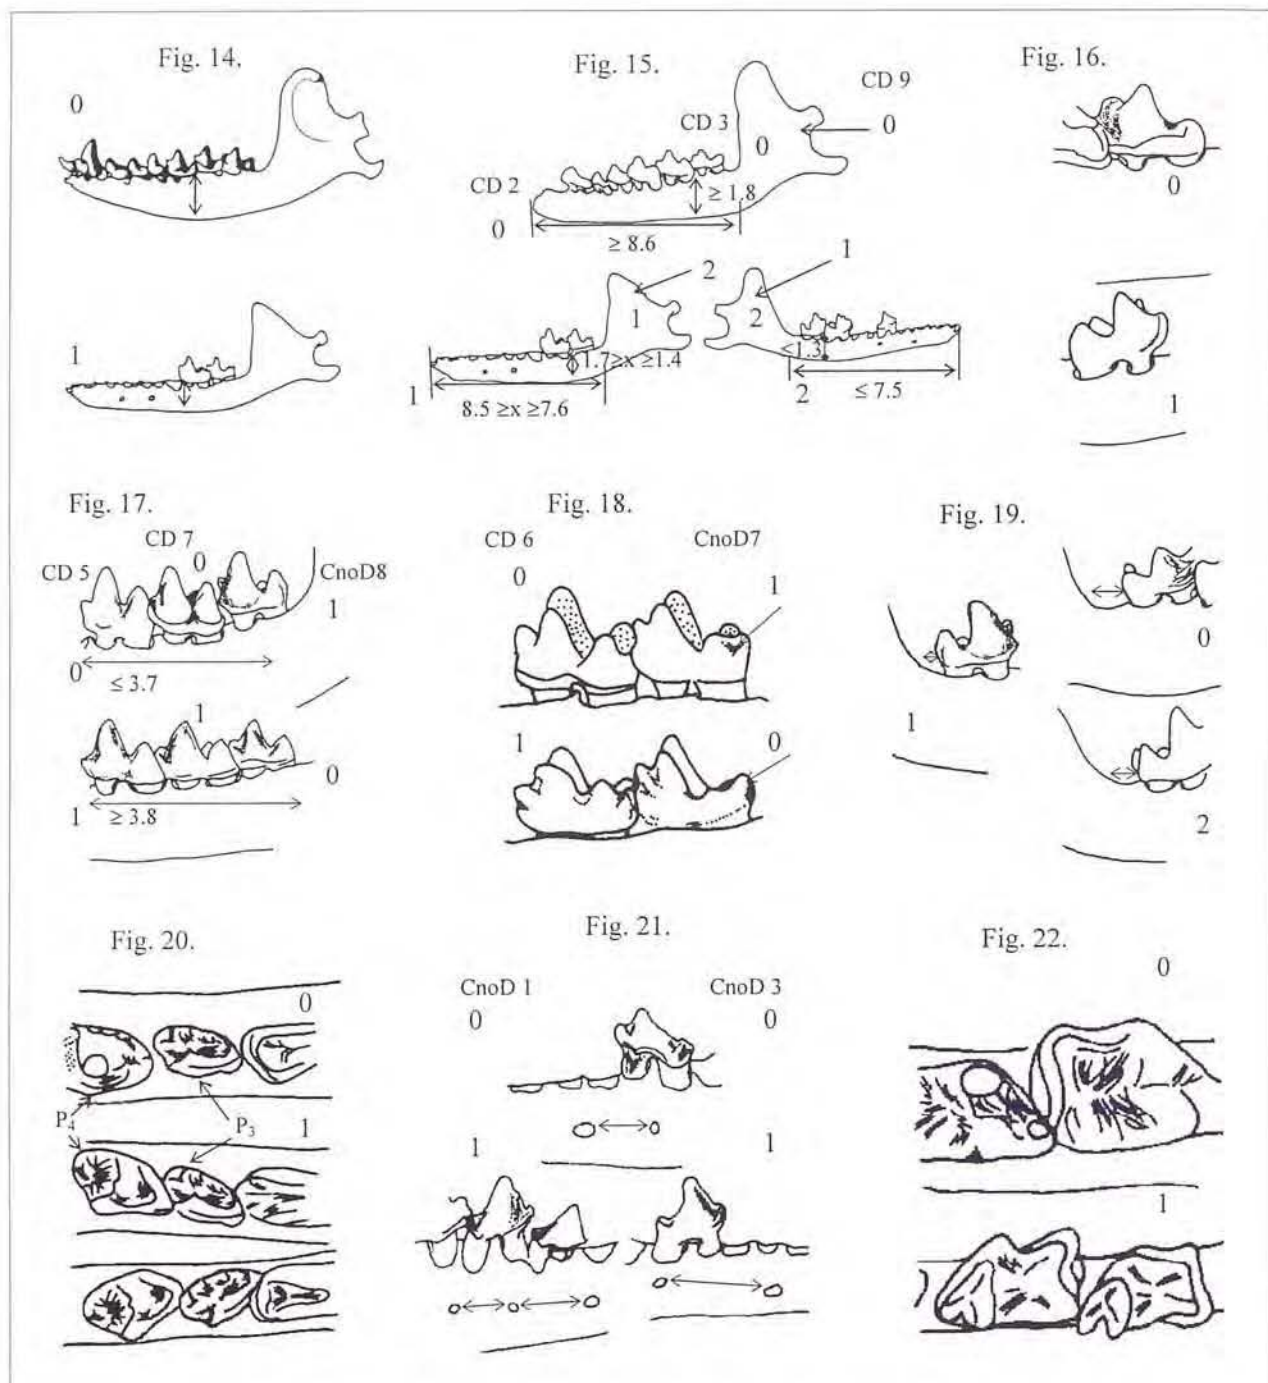 Fig. 14.
0
1
Fig. 15.
CD 9
0
CD 3
0
CD 2
≥ 1.8
0
≥ 8.6
2
1
1
2
1.7 ≥x ≥1.4
<1.3
1
8.5 ≥x ≥7.6
2
≤ 7.5
Fig. 16.
0
1
Fig. 17.
CD 7
0
CD 5
CnoD8
1
0
≤ 3.7
1
0
1
≥ 3.8
Fig. 18.
CD 6
CnoD7
0
1
1
0
Fig. 19.
0
1
2
Fig. 20.
0
P4
P3
1
Fig. 21.
CnoD 1
CnoD 3
0
0
1
1
Fig. 22.
0
1